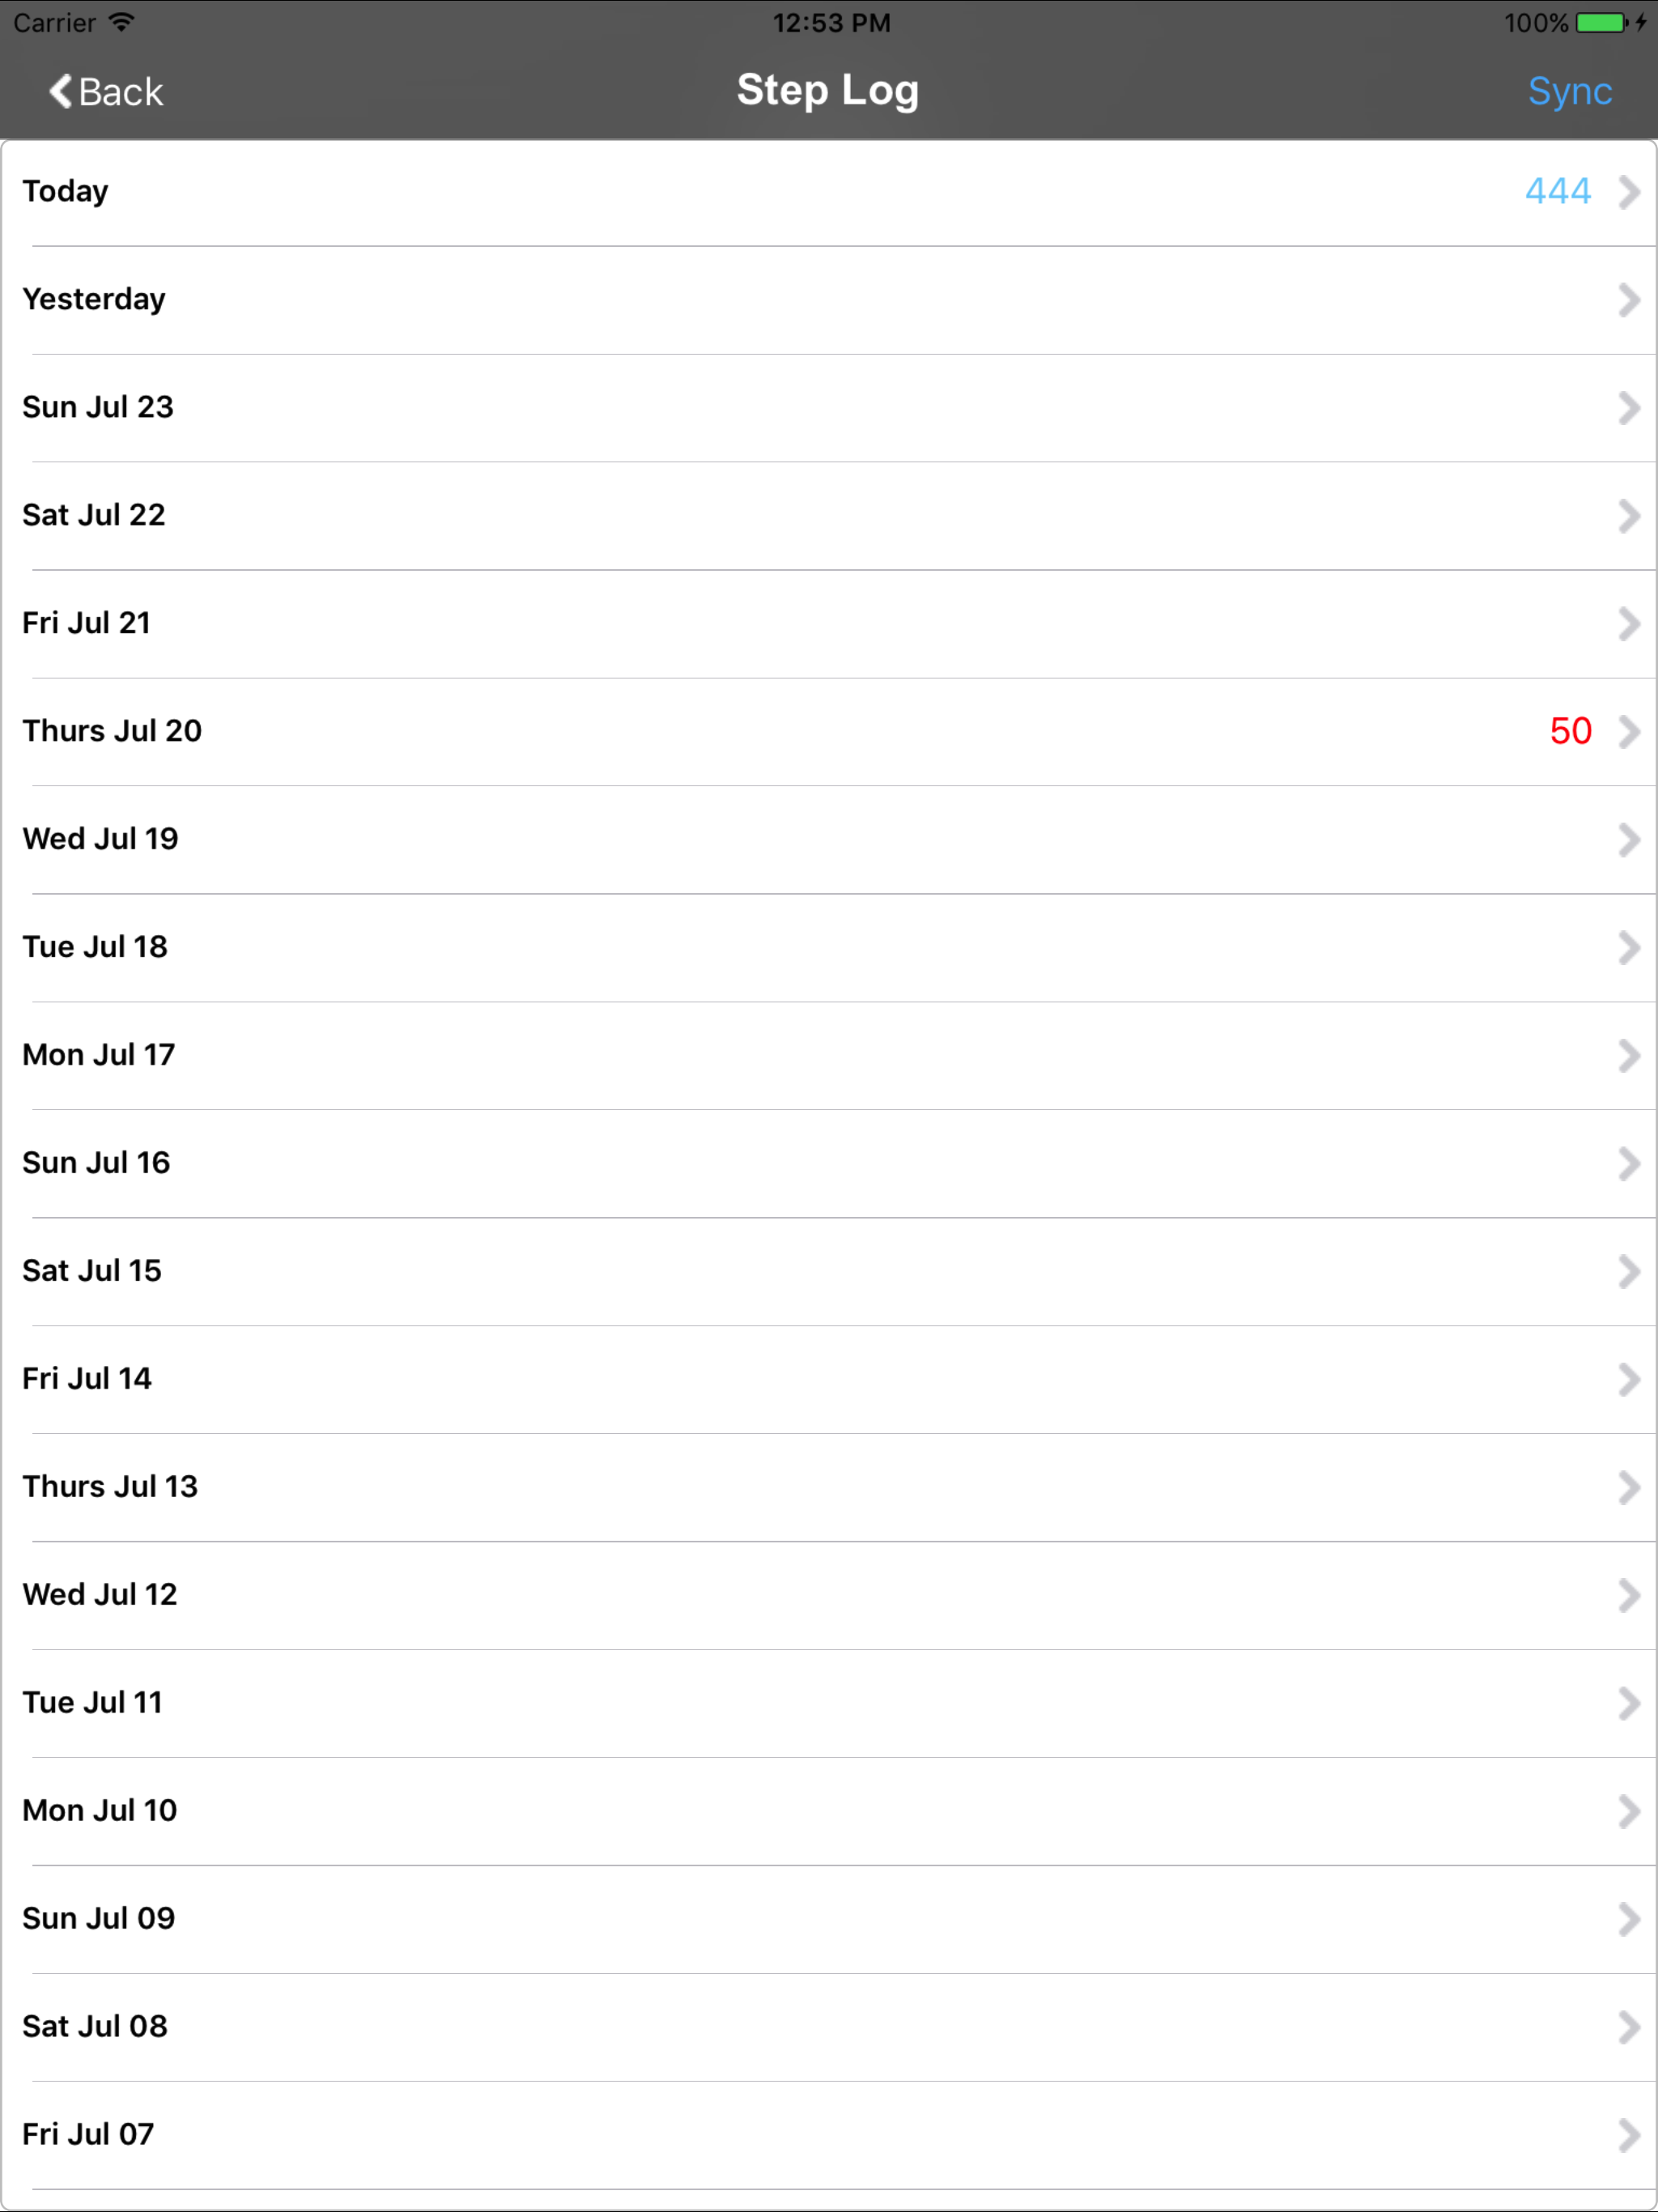 Carrier 12:53 PM 100%
Back Step Log Sync
Today 444
Yesterday
Sun Jul 23
Sat Jul 22
Fri Jul 21
Thurs Jul 20 50
Wed Jul 19
Tue Jul 18
Mon Jul 17
Sun Jul 16
Sat Jul 15
Fri Jul 14
Thurs Jul 13
Wed Jul 12
Tue Jul 11
Mon Jul 10
Sun Jul 09
Sat Jul 08
Fri Jul 07